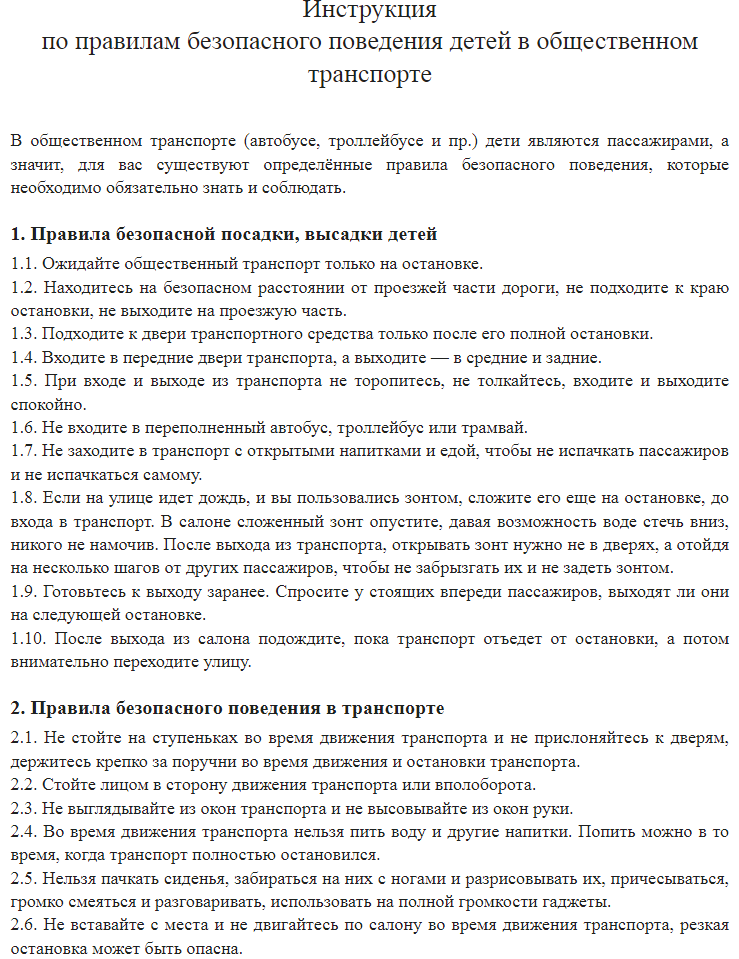 Инструкция
по правилам безопасного поведения детей в общественном
транспорте
В общественном транспорте (автобусе, троллейбусе и пр.) дети являются пассажирами, а
значит, для вас существуют определённые правила безопасного поведения, которые
необходимо обязательно знать и соблюдать.
1. Правила безопасной посадки, высадки детей
1.1. Ожидайте общественный транспорт только на остановке.
1.2. Находитесь на безопасном расстоянии от проезжей части дороги, не подходите к краю
остановки, не выходите на проезжую часть.
1.3. Подходите к двери транспортного средства только после его полной остановки.
1.4. Входите в передние двери транспорта, а выходите — в средние и задние.
1.5. При входе и выходе из транспорта не торопитесь, не толкайтесь, входите и выходите
спокойно.
1.6. Не входите в переполненный автобус, троллейбус или трамвай.
1.7. Не заходите в транспорт с открытыми напитками и едой, чтобы не испачкать пассажиров
и не испачкаться самому.
1.8. Если на улице идет дождь, и вы пользовались зонтом, сложите его еще на остановке, до
входа в транспорт. В салоне сложенный зонт опустите, давая возможность воде стечь вниз,
никого не намочив. После выхода из транспорта, открывать зонт нужно не в дверях, а отойдя
на несколько шагов от других пассажиров, чтобы не забрызгать их и не задеть зонтом.
1.9. Готовьтесь к выходу заранее. Спросите у стоящих впереди пассажиров, выходят ли они
на следующей остановке.
1.10. После выхода из салона подождите, пока транспорт отъедет от остановки, а потом
внимательно переходите улицу.
2. Правила безопасного поведения в транспорте
2.1. Не стойте на ступеньках во время движения транспорта и не прислоняйтесь к дверям,
держитесь крепко за поручни во время движения и остановки транспорта.
2.2. Стойте лицом в сторону движения транспорта или вполоборота.
2.3. Не выглядывайте из окон транспорта и не высовывайте из окон руки.
2.4. Во время движения транспорта нельзя пить воду и другие напитки. Попить можно в то
время, когда транспорт полностью остановился.
2.5. Нельзя пачкать сиденья, забираться на них с ногами и разрисовывать их, причесываться,
громко смеяться и разговаривать, использовать на полной громкости гаджеты.
2.6. Не вставайте с места и не двигайтесь по салону во время движения транспорта, резкая
остановка может быть опасна.